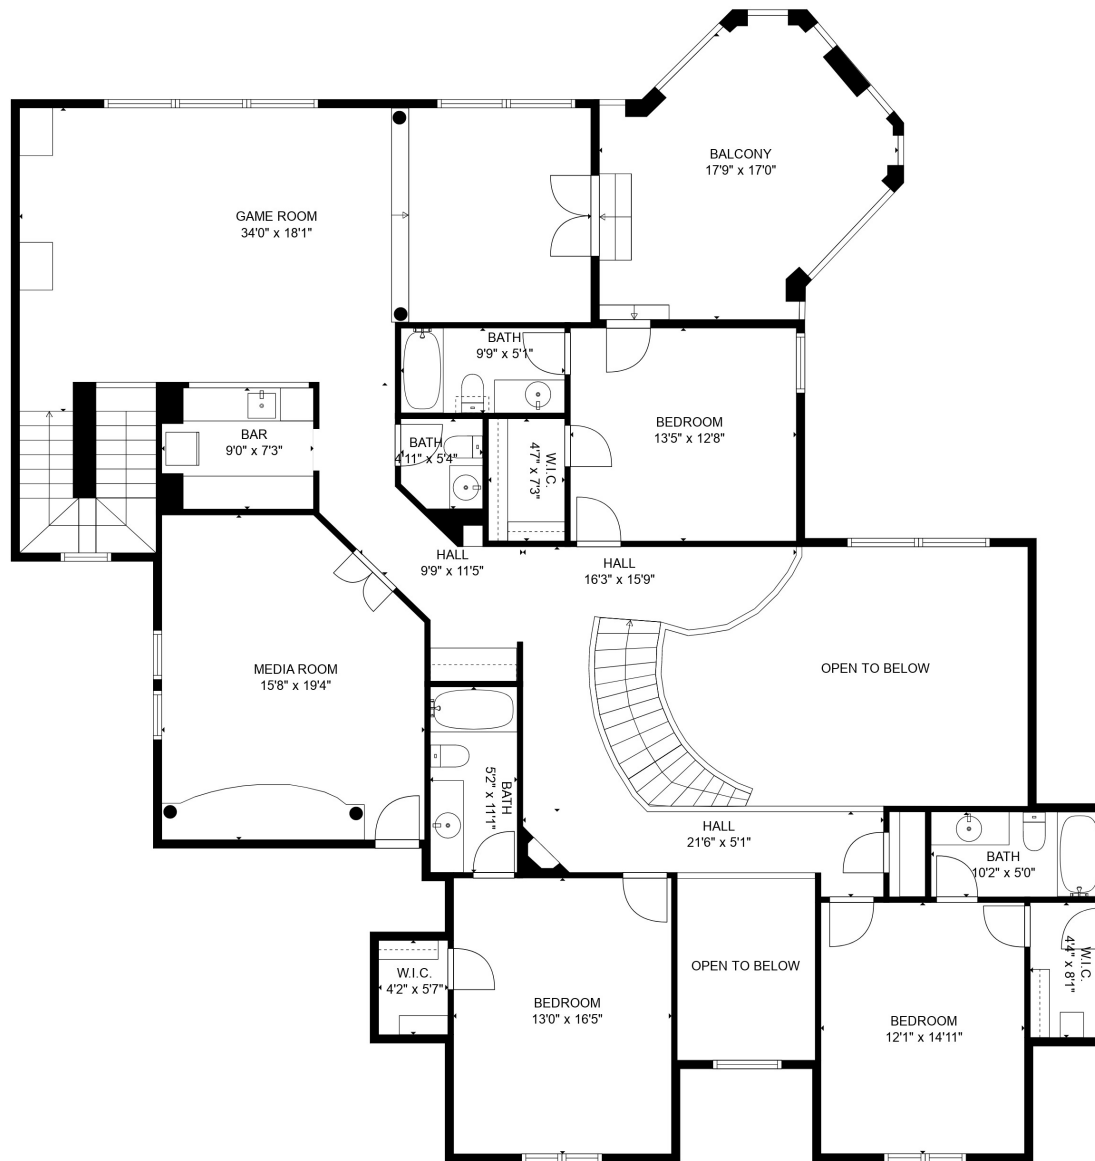 BALCONY
17'9" x 17'0"
GAME ROOM
34'0" x 18'1"
BATH
9'9" x 5'1"
BEDROOM
13'5" x 12'8"
BAR
9'0" x 7'3"
BATH
4'11" x 5'4"
W.I.C.
4'7" x 7'3"
HALL
9'9" x 11'5"
HALL
16'3" x 15'9"
MEDIA ROOM
15'8" x 19'4"
OPEN TO BELOW
BATH
5'2" x 11'1"
HALL
21'6" x 5'1"
BATH
10'2" x 5'0"
W.I.C.
4'2" x 5'7"
OPEN TO BELOW
W.I.C.
4'4" x 8'1"
BEDROOM
13'0" x 16'5"
BEDROOM
12'1" x 14'11"